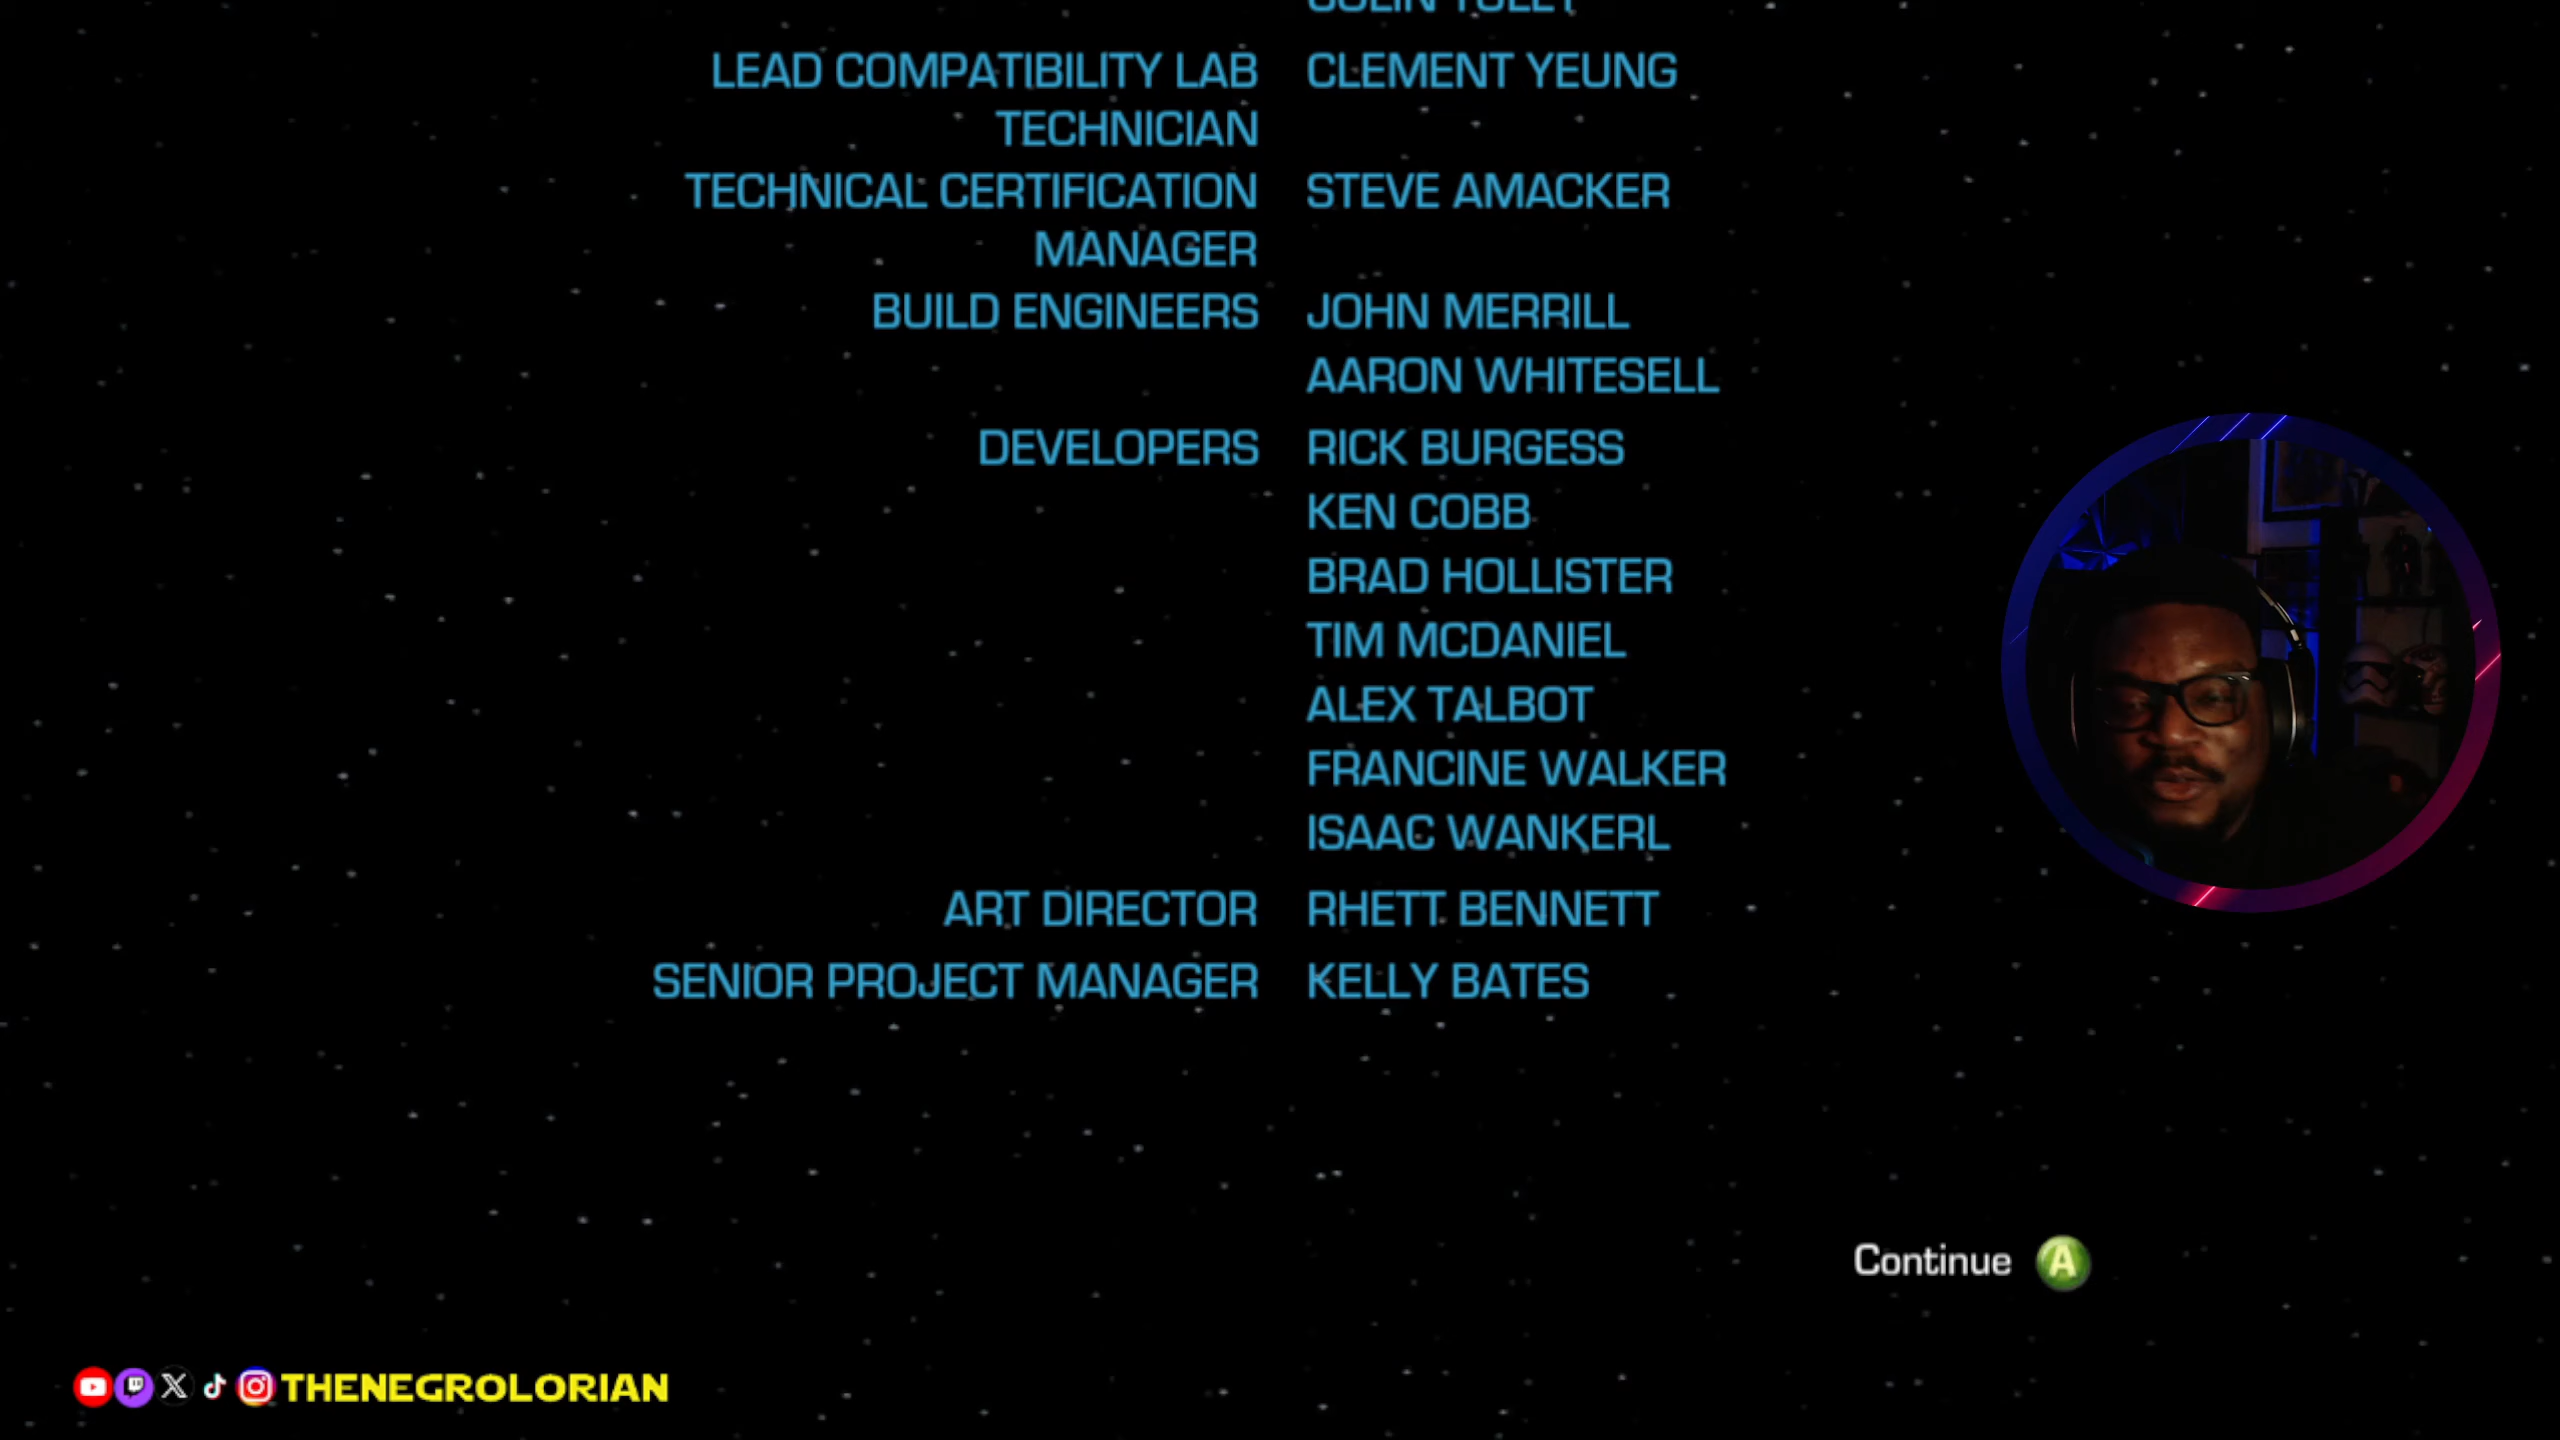 LEAD COMPATIBILITY LAB CLEMENT YEUNG
TECHNICIAN
TECHNICAL CERTIFICATION STEVE AMACKER
MANAGER
BUILD ENGINEERS JOHN MERRILL
AARON WHITESELL
DEVELOPERS RICK BURGESS
KEN COBB
BRAD HOLLISTER
TIM MCDANIEL
ALEX TALBOT
FRANCINE WALKER
ISAAC WANKERL
ART DIRECTOR RHETT BENNETT
SENIOR PROJECT MANAGER KELLY BATES
Continue A
THENEGROLORIAN